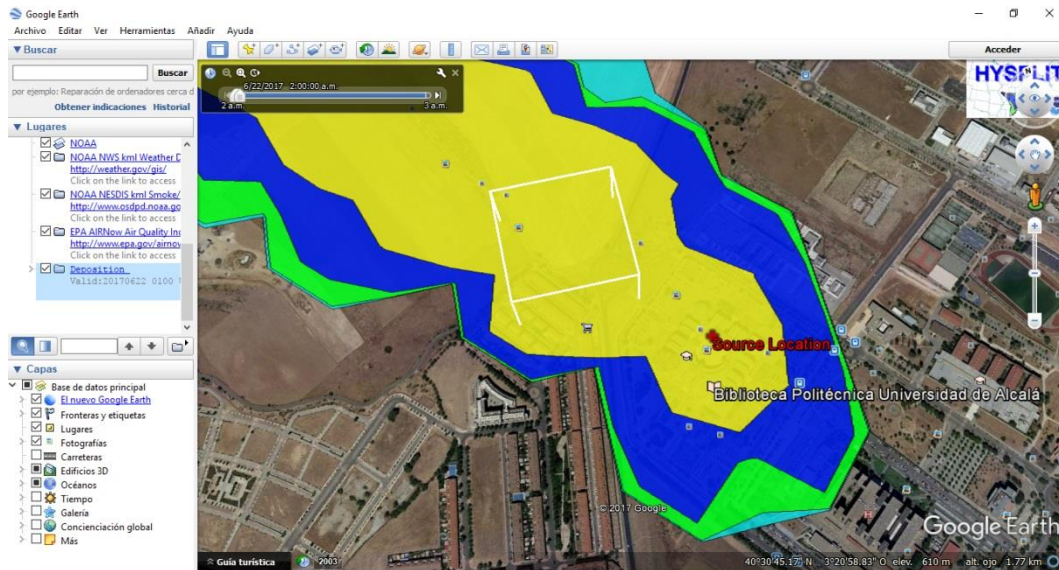 Google Earth
Archivo Editar Ver Herramientas Añadir Ayuda
Buscar
Acceder
Buscar
por ejemplo: Reparación de ordenadores cerca d
Obtener indicaciones Historial
Lugares
NOAA
NOAA NWS kml Weather D
http://weather.gov/gis/
Click on the link to access
NOAA NESDIS kml Smoke/
http://www.osdpd.noaa.go
Click on the link to access
EPA AIRNow Air Quality Inc
http://www.epa.gov/airnov
Click on the link to access
Deposition
Valid:20170622 0100
Capas
Base de datos principal
El nuevo Google Earth
Fronteras y etiquetas
Lugares
Fotografías
Carreteras
Edificios 3D
Océanos
Tiempo
Galería
Concienciación global
Más
6/22/2017 2:00:00 a.m.
2 a.m. 3 a.m.
HYSPLIT
Source Location
Biblioteca Politécnica Universidad de Alcalá
© 2017 Google
Google Earth
Guía turística 2003
40°30'45.17" N 3°20'58.83" O elev. 610 m alt. ojo 1.77 km